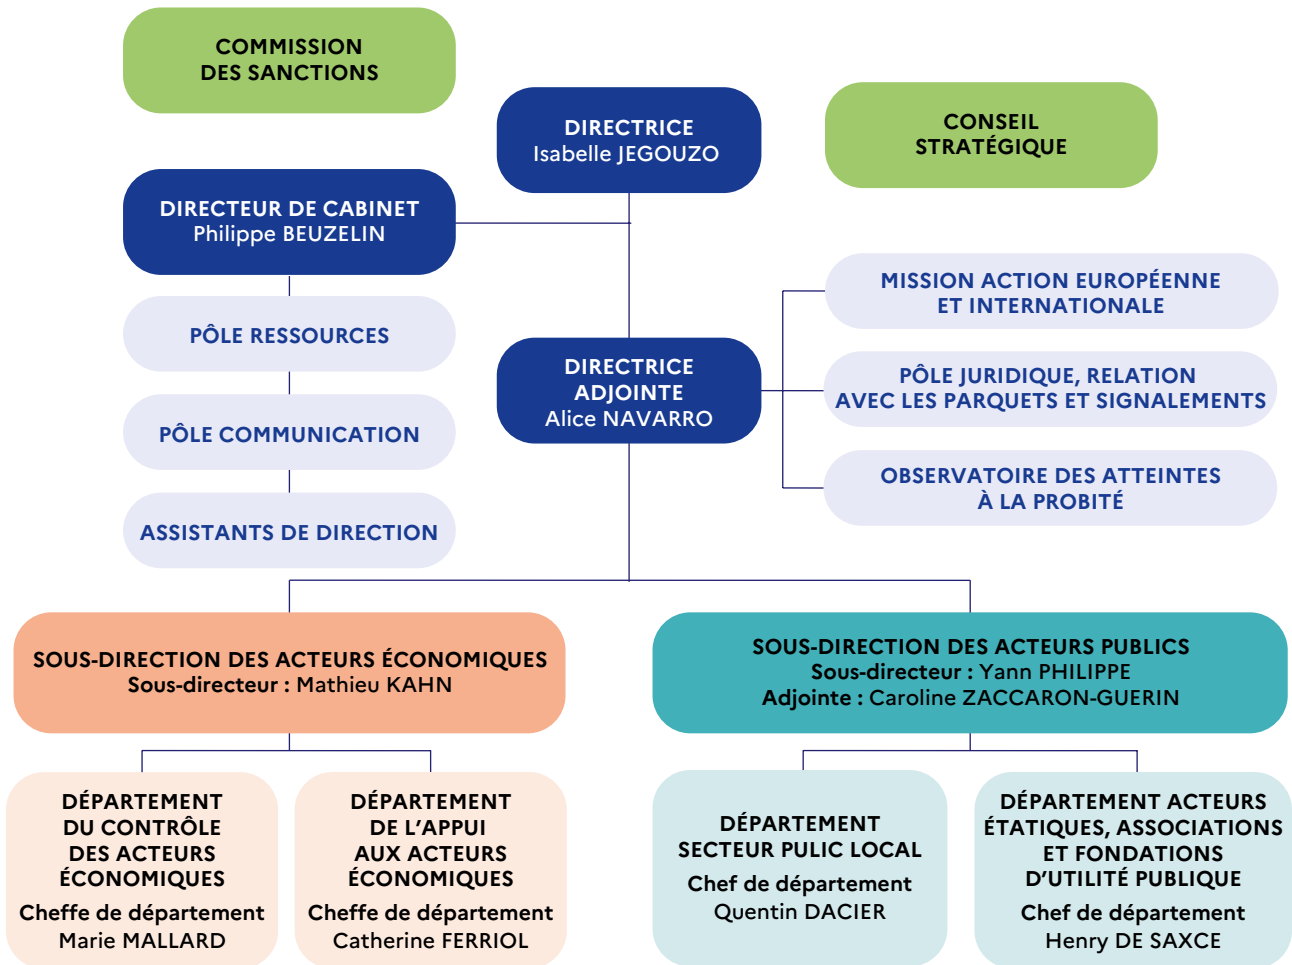 COMMISSION
DES SANCTIONS
DIRECTRICE
Isabelle JEGOUZO
CONSEIL
STRATÉGIQUE
DIRECTEUR DE CABINET
Philippe BEUZELIN
PÔLE RESSOURCES
PÔLE COMMUNICATION
ASSISTANTS DE DIRECTION
DIRECTRICE
ADJOINTE
Alice NAVARRO
MISSION ACTION EUROPÉENNE
ET INTERNATIONALE
PÔLE JURIDIQUE, RELATION
AVEC LES PARQUETS ET SIGNALEMENTS
OBSERVATOIRE DES ATTEINTES
À LA PROBITÉ
SOUS-DIRECTION DES ACTEURS ÉCONOMIQUES
Sous-directeur : Mathieu KAHN
SOUS-DIRECTION DES ACTEURS PUBLICS
Sous-directeur : Yann PHILIPPE
Adjointe : Caroline ZACCARON-GUERIN
DÉPARTEMENT
DU CONTRÔLE
DES ACTEURS
ÉCONOMIQUES
Cheffe de département
Marie MALLARD
DÉPARTEMENT
DE L'APPUI
AUX ACTEURS
ÉCONOMIQUES
Cheffe de département
Catherine FERRIOL
DÉPARTEMENT
SECTEUR PULIC LOCAL
Chef de département
Quentin DACIER
DÉPARTEMENT ACTEURS
ÉTATIQUES, ASSOCIATIONS
ET FONDATIONS
D'UTILITÉ PUBLIQUE
Chef de département
Henry DE SAXCE